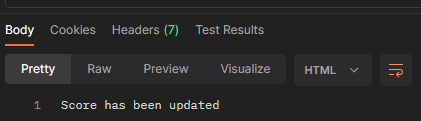 Body Cookies Headers (7) Test Results
Pretty Raw Preview Visualize HTML
1 Score has been updated